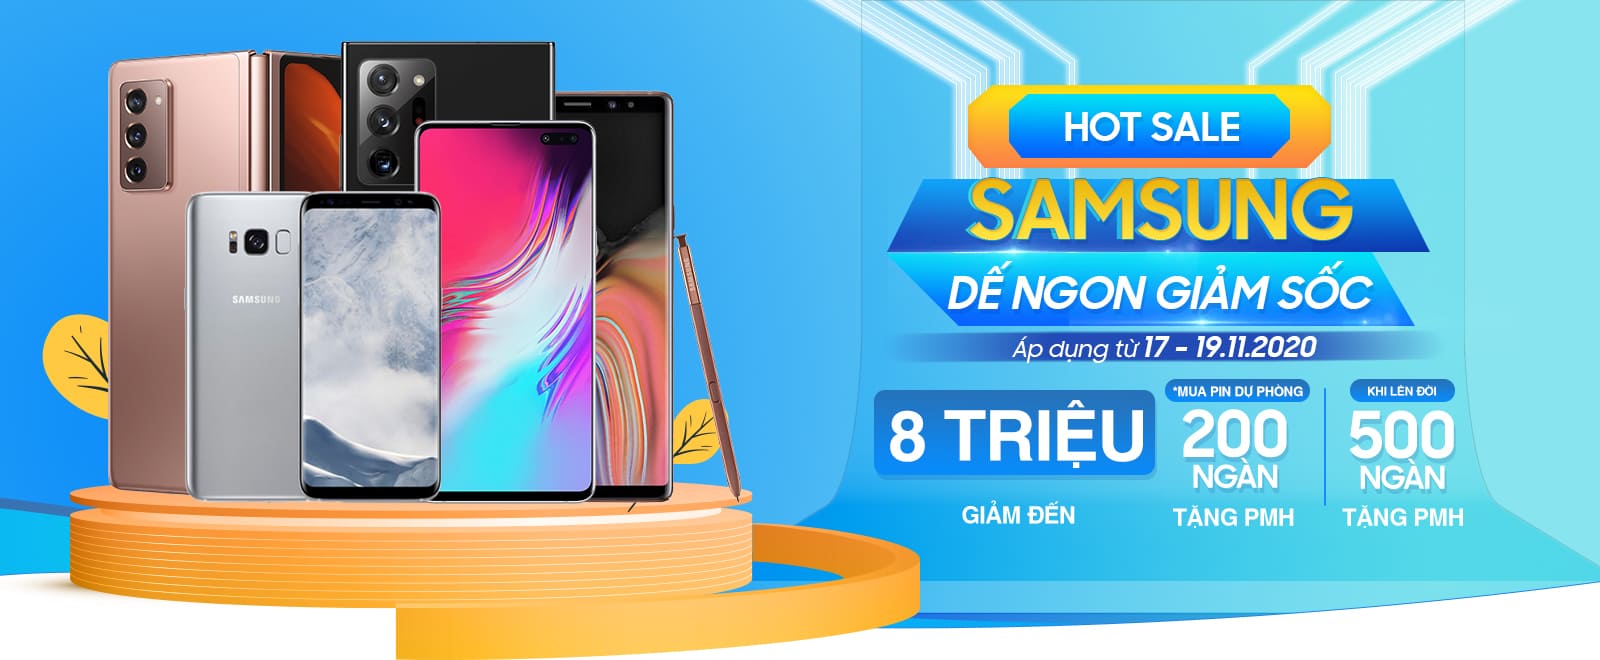 HOT SALE
SAMSUNG
DẾ NGON GIẢM SỐC
Áp dụng từ 17 - 19.11.2020
8 TRIỆU
GIẢM ĐẾN
*MUA PIN DỰ PHÒNG
200
NGÀN
TẶNG PMH
KHI LÊN ĐỜI
500
NGÀN
TẶNG PMH
SAMSUNG